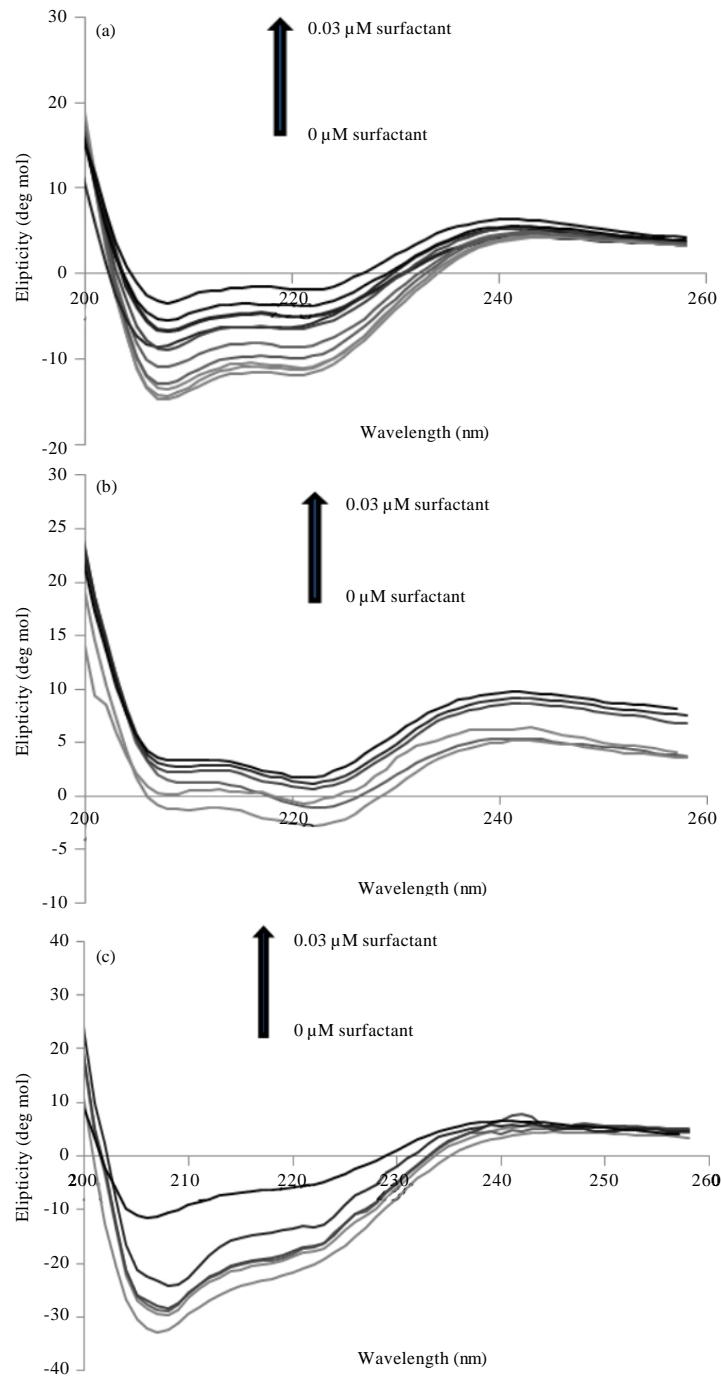 30
(a)
0.03 µM surfactant
20
0 µM surfactant
10
Elipticity (deg mol)
0
200
220
240
260
-10
Wavelength (nm)
-20
30
(b)
25
0.03 µM surfactant
20
0 µM surfactant
15
10
Elipticity (deg mol)
5
0
200
220
240
260
-5
Wavelength (nm)
-10
40
(c)
0.03 µM surfactant
30
20
0 µM surfactant
10
Elipticity (deg mol)
0
200
210
220
230
240
250
260
-10
-20
-30
Wavelength (nm)
-40